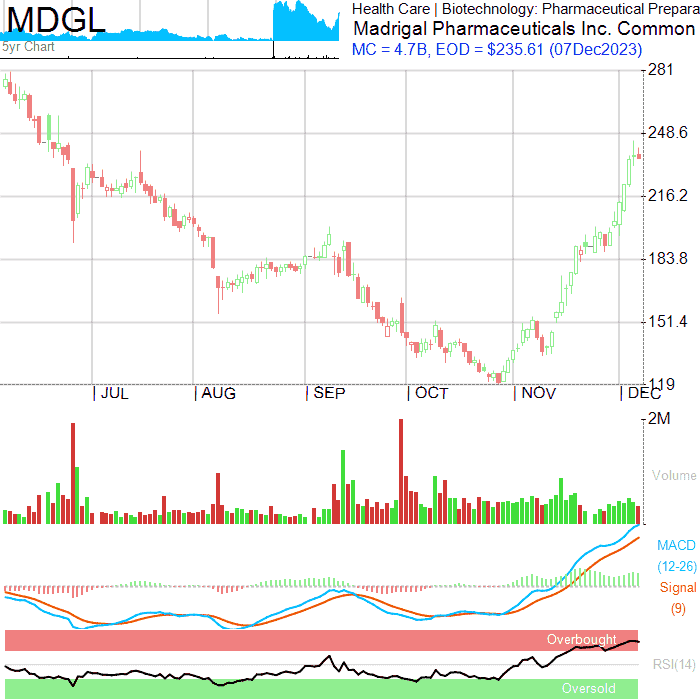 MDGL
5yr Chart
Health Care | Biotechnology: Pharmaceutical Prepara
Madrigal Pharmaceuticals Inc. Common
MC = 4.7B, EOD = $235.61 (07Dec2023)
281
248.6
216.2
183.8
151.4
119
JUL
AUG
SEP
OCT
NOV
DEC
2M
Volume
MACD
(12-26)
Signal
(9)
Overbought
RSI(14)
Oversold